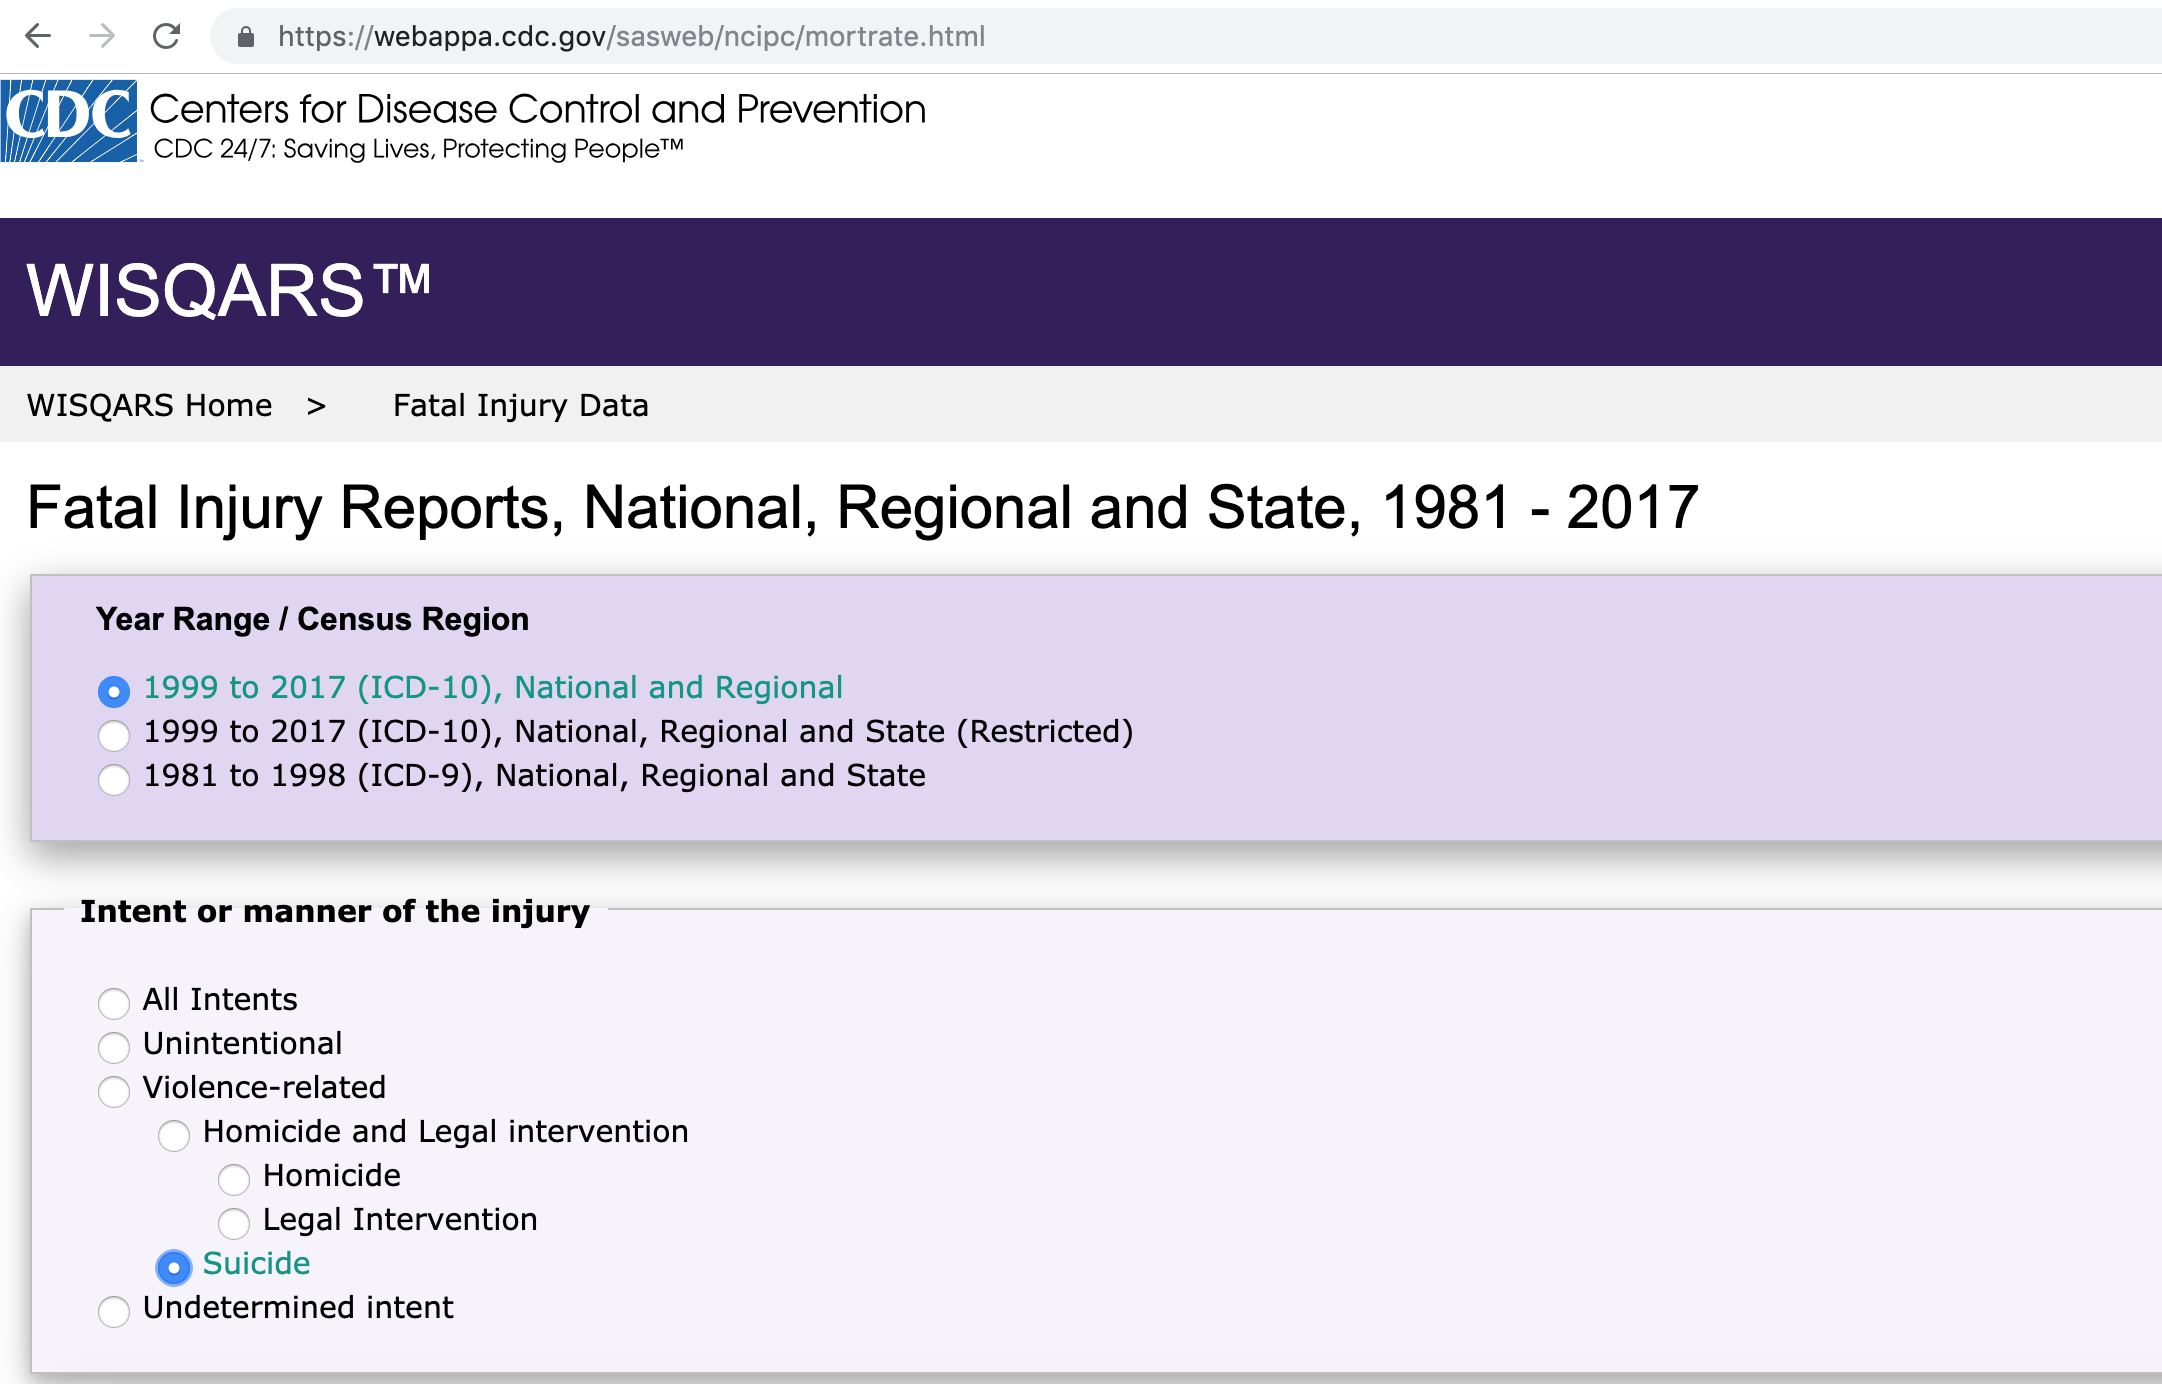 https://webappa.cdc.gov/sasweb/ncipc/mortrate.html
CDC Centers for Disease Control and Prevention
CDC 24/7: Saving Lives, Protecting People™
WISQARS™
WISQARS Home > Fatal Injury Data
Fatal Injury Reports, National, Regional and State, 1981 - 2017
Year Range / Census Region
1999 to 2017 (ICD-10), National and Regional
1999 to 2017 (ICD-10), National, Regional and State (Restricted)
1981 to 1998 (ICD-9), National, Regional and State
Intent or manner of the injury
All Intents
Unintentional
Violence-related
Homicide and Legal intervention
Homicide
Legal Intervention
Suicide
Undetermined intent